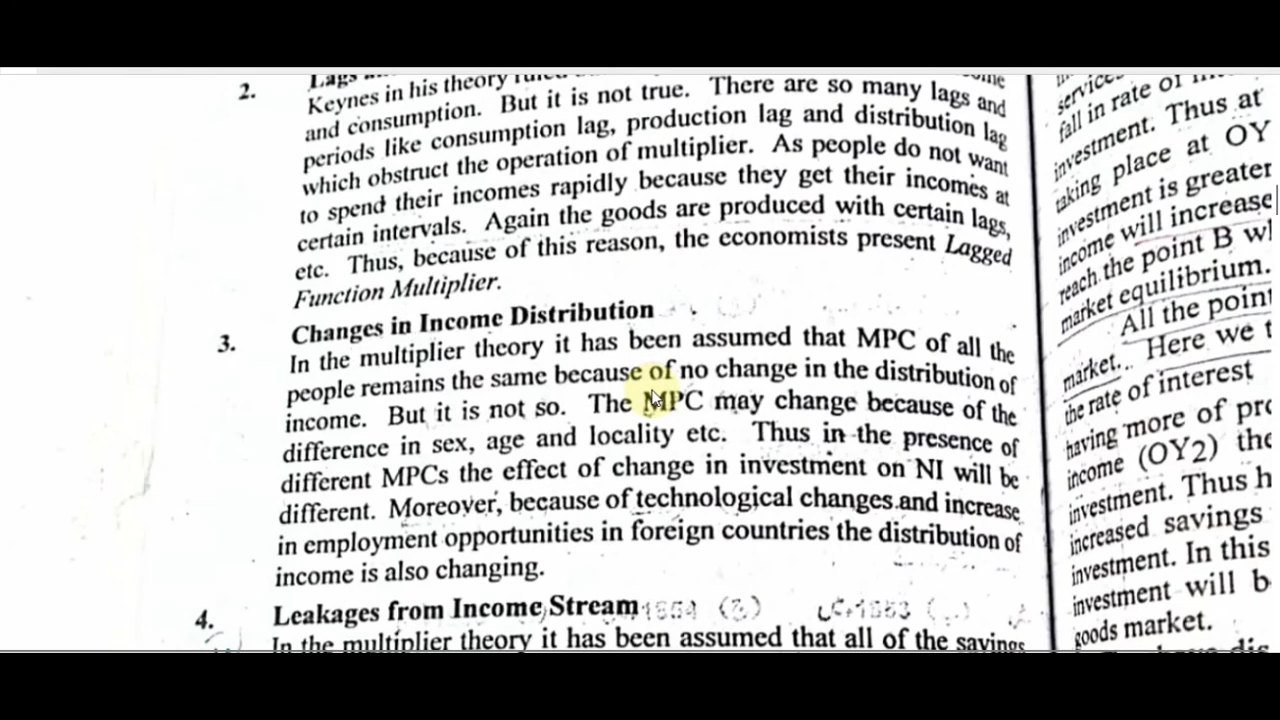 2. Lags
Keynes in his theory ruled
and consumption. But it is not true. There are so many lags and
periods like consumption lag, production lag and distribution lag
which obstruct the operation of multiplier. As people do not want
to spend their incomes rapidly because they get their incomes at
certain intervals. Again the goods are produced with certain lags,
etc. Thus, because of this reason, the economists present Lagged
Function Multiplier.
3. Changes in Income Distribution
In the multiplier theory it has been assumed that MPC of all the
people remains the same because of no change in the distribution of
income. But it is not so. The MPC may change because of the
difference in sex, age and locality etc. Thus in the presence of
different MPCs the effect of change in investment on NI will be
different. Moreover, because of technological changes and increase
in employment opportunities in foreign countries the distribution of
income is also changing.
4. Leakages from Income Stream
In the multiplier theory it has been assumed that all of the savings
services
fall in rate of
investment. Thus at
taking place at OY
investment is greater
income will increase
reach the point B
market equilibrium.
All the point
market. Here we
the rate of interest
having more of
income (OY2) the
investment. Thus
increased savings
investment. In this
investment will
goods market.